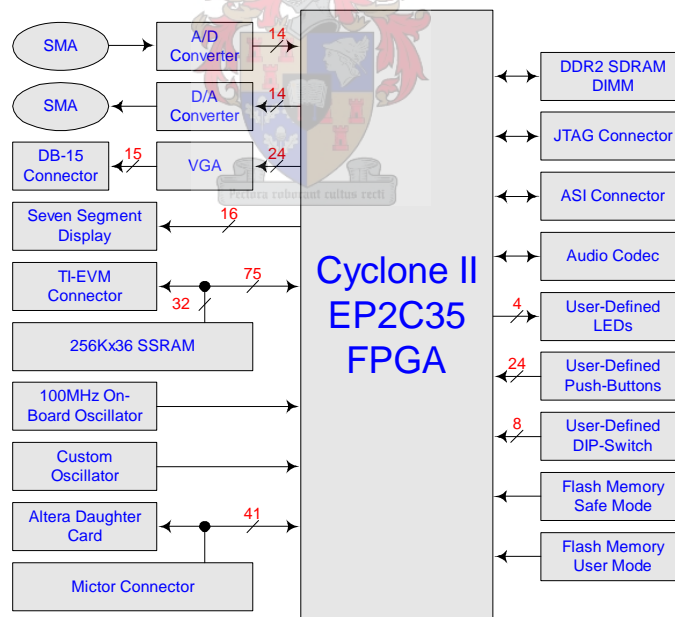 SMA
A/D
Converter
14
SMA
D/A
Converter
14
DB-15
Connector
15
VGA
24
Pectora roborant cultus recti
Seven Segment
Display
16
TI-EVM
Connector
75
32
256Kx36 SSRAM
100MHz On-
Board Oscillator
Custom
Oscillator
Altera Daughter
Card
41
Mictor Connector
Cyclone II
EP2C35
FPGA
DDR2 SDRAM
DIMM
JTAG Connector
ASI Connector
Audio Codec
4
User-Defined
LEDs
24
User-Defined
Push-Buttons
8
User-Defined
DIP-Switch
Flash Memory
Safe Mode
Flash Memory
User Mode